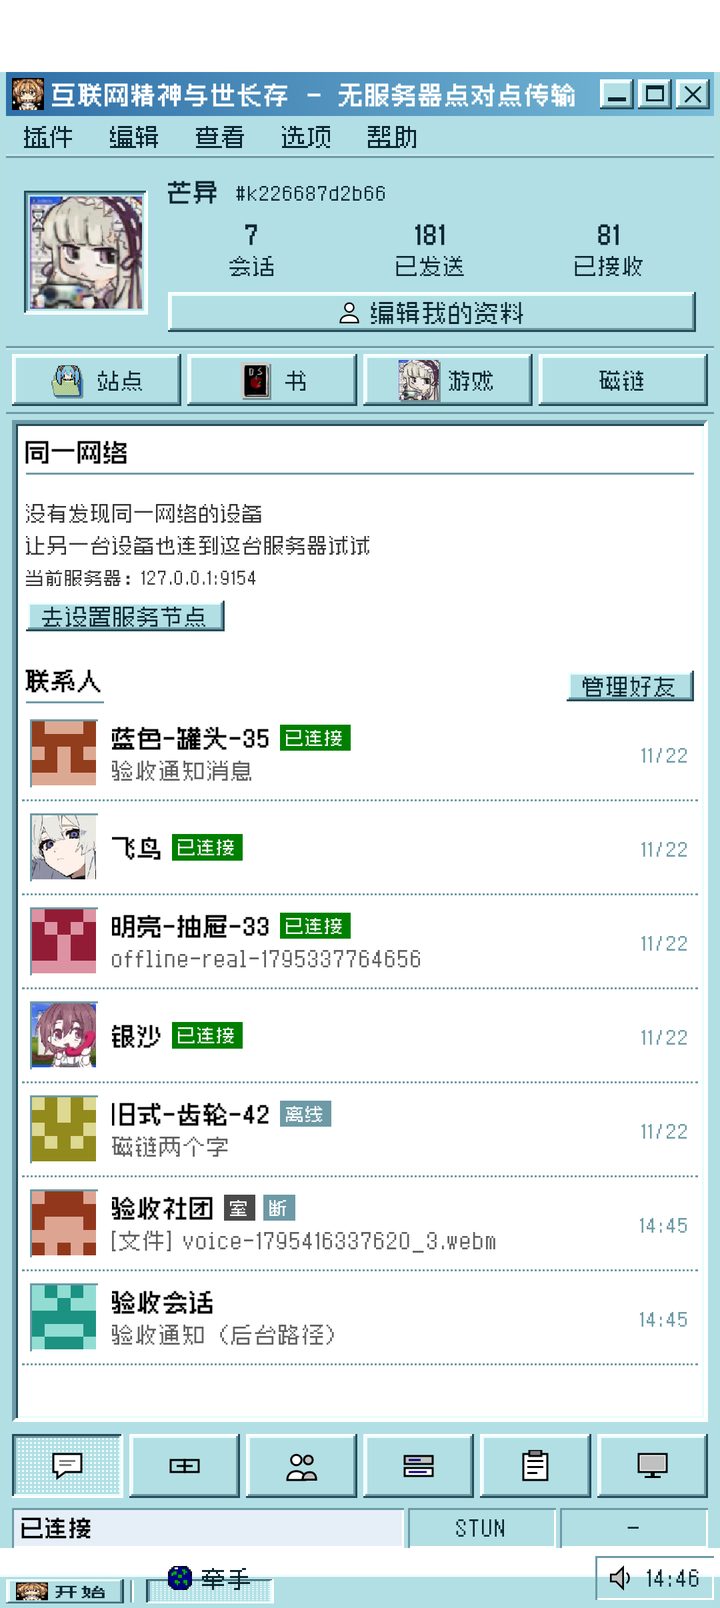 互联网精神与世长存 - 无服务器点对点传输
插件 编辑 查看 选项 帮助
芒异 #k226687d2b66
7 181 81
会话 已发送 已接收
编辑我的资料
站点 书 游戏 磁链
同一网络
没有发现同一网络的设备
让另一台设备也连到这台服务器试试
当前服务器: 127.0.0.1:9154
去设置服务节点
联系人 管理好友
蓝色-罐头-35 已连接
验收通知消息 11/22
飞鸟 已连接 11/22
明亮-抽屉-33 已连接
offline-real-1795337764656 11/22
银沙 已连接 11/22
旧式-齿轮-42 离线
磁链两个字 11/22
验收社团 室 断
[文件] voice-1795416337620_3.webm 14:45
验收会话
验收通知（后台路径） 14:45
已连接 STUN -
开始 牵手 14:46